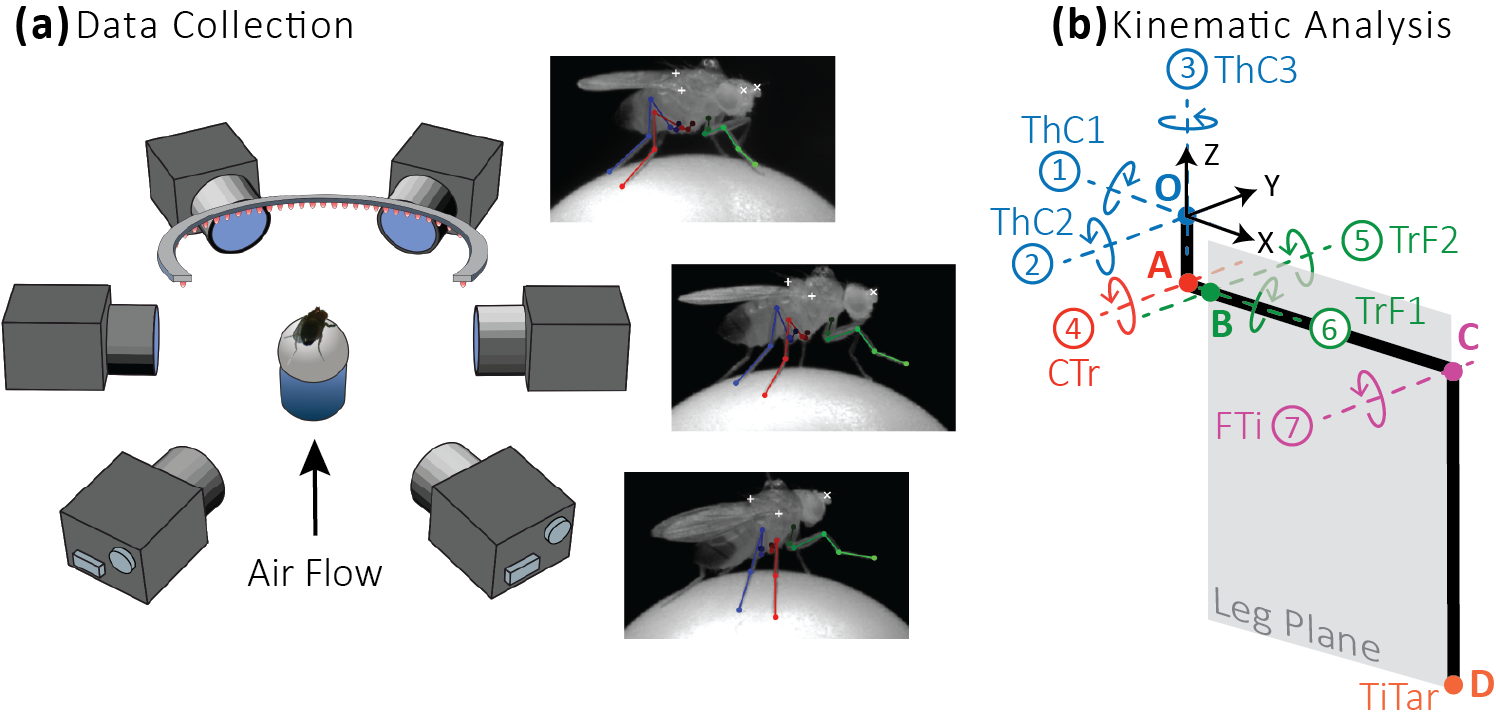 (a) Data Collection
Air Flow
(b) Kinematic Analysis
3 ThC3
ThC1
1
Z
O
Y
ThC2
2
X
5 TrF2
A
4
CTr
B
6
TrF1
C
FTi 7
Leg Plane
TiTar D